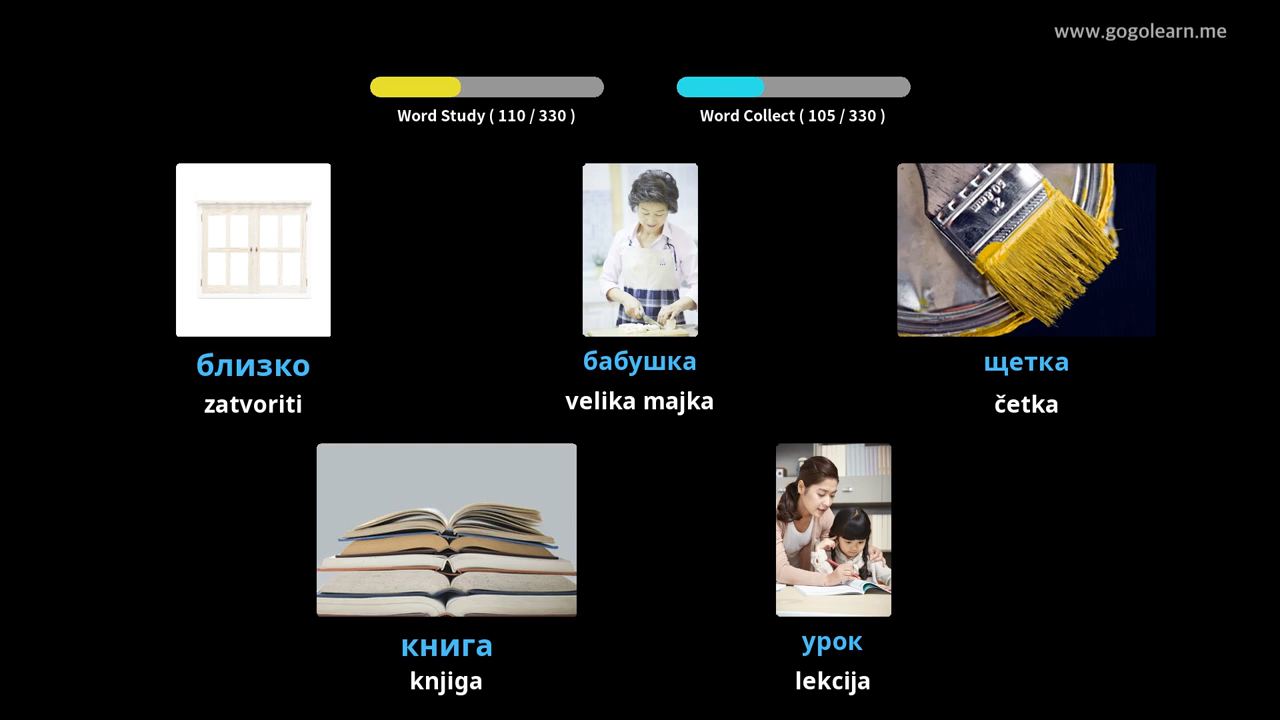 www.gogolearn.me
Word Study ( 110 / 330 )
Word Collect ( 105 / 330 )
близко
zatvoriti
бабушка
velika majka
щетка
četka
книга
knjiga
урок
lekcija